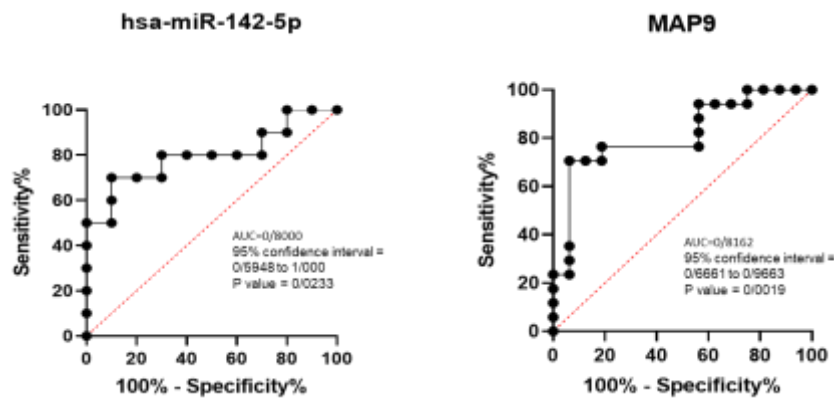 hsa-miR-142-5p
100
80
60
40
20
0
Sensitivity%
AUC=0/8000
95% confidence interval =
0/5948 to 1/000
P value = 0/0233
0 20 40 60 80 100
100% - Specificity%
MAP9
100
80
60
40
20
0
Sensitivity%
AUC=0/8162
95% confidence interval =
0/6661 to 0/9663
P value = 0/0019
0 20 40 60 80 100
100% - Specificity%